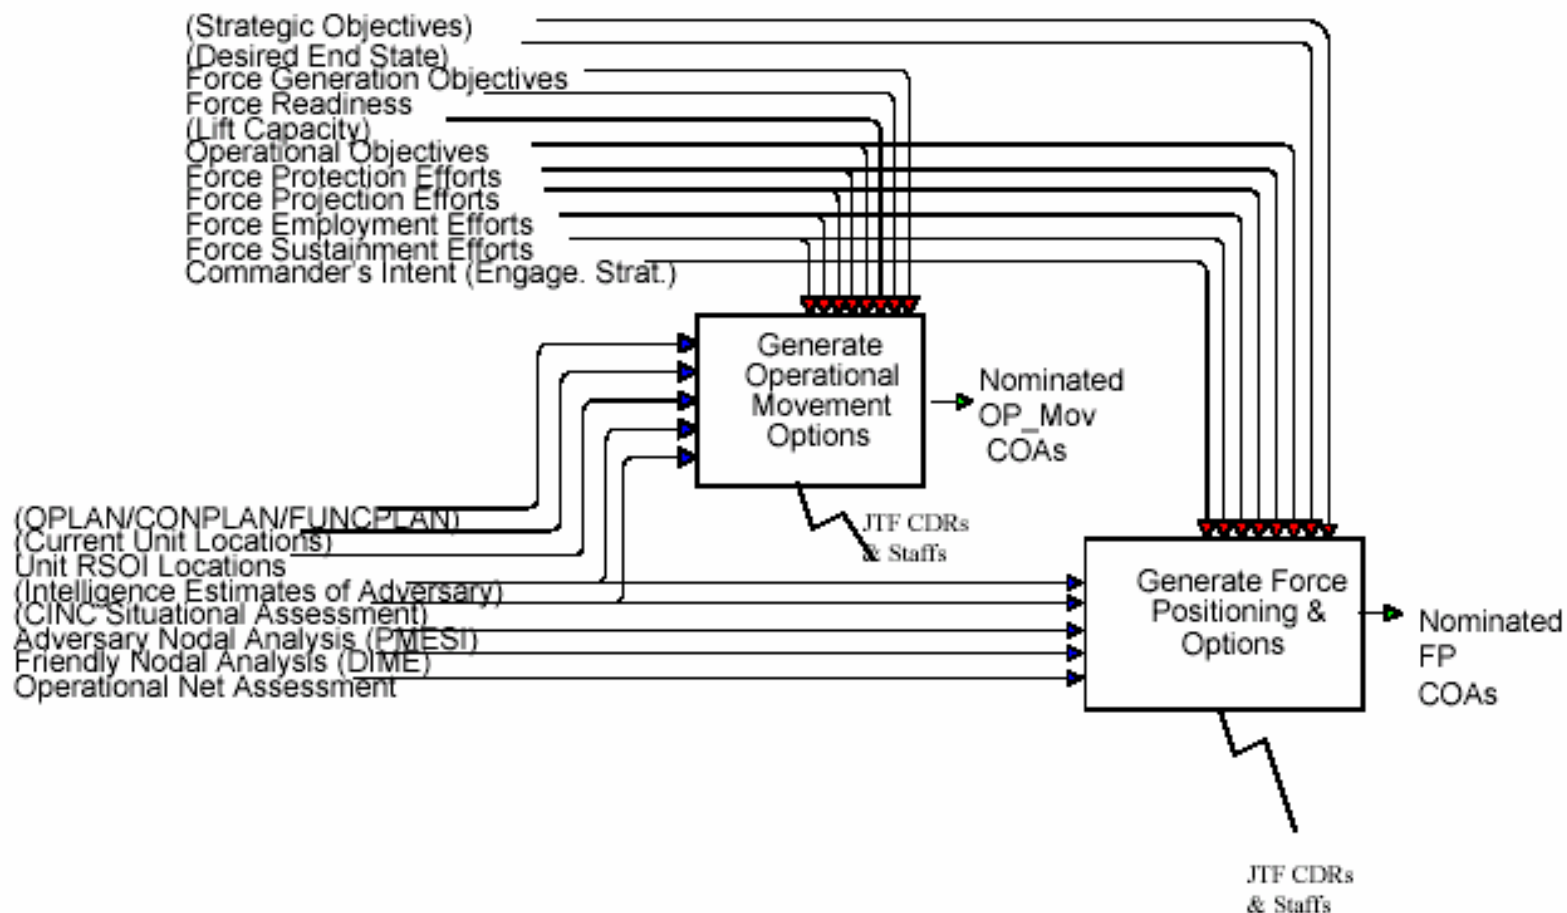 (Strategic Objectives)
(Desired End State)
Force Generation Objectives
Force Readiness
(Lift Capacity)
Operational Objectives
Force Protection Efforts
Force Projection Efforts
Force Employment Efforts
Force Sustainment Efforts
Commander's Intent (Engage. Strat.)
Generate
Operational
Movement
Options
Nominated
OP_Mov
COAs
JTF CDRs
& Staffs
(OPLAN/CONPLAN/FUNCPLAN)
(Current Unit Locations)
Unit RSOI Locations
(Intelligence Estimates of Adversary)
(CINC Situational Assessment)
Adversary Nodal Analysis (PMESI)
Friendly Nodal Analysis (DIME)
Operational Net Assessment
Generate Force
Positioning &
Options
Nominated
FP
COAs
JTF CDRs
& Staffs